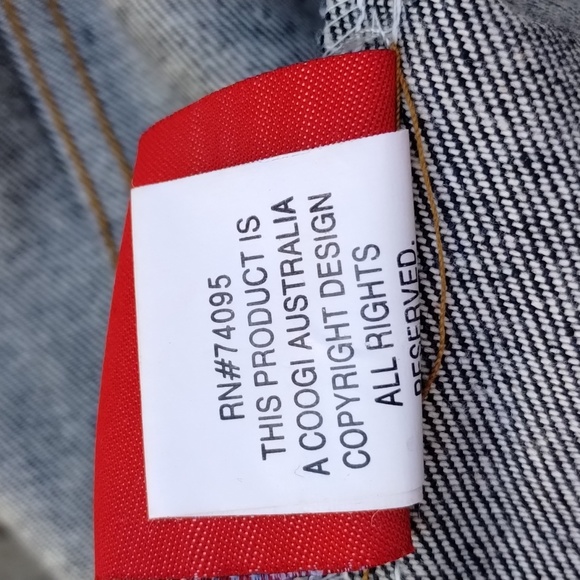 RN#74095
THIS PRODUCT IS
A COOGI AUSTRALIA
COPYRIGHT DESIGN
ALL RIGHTS
RESERVED.